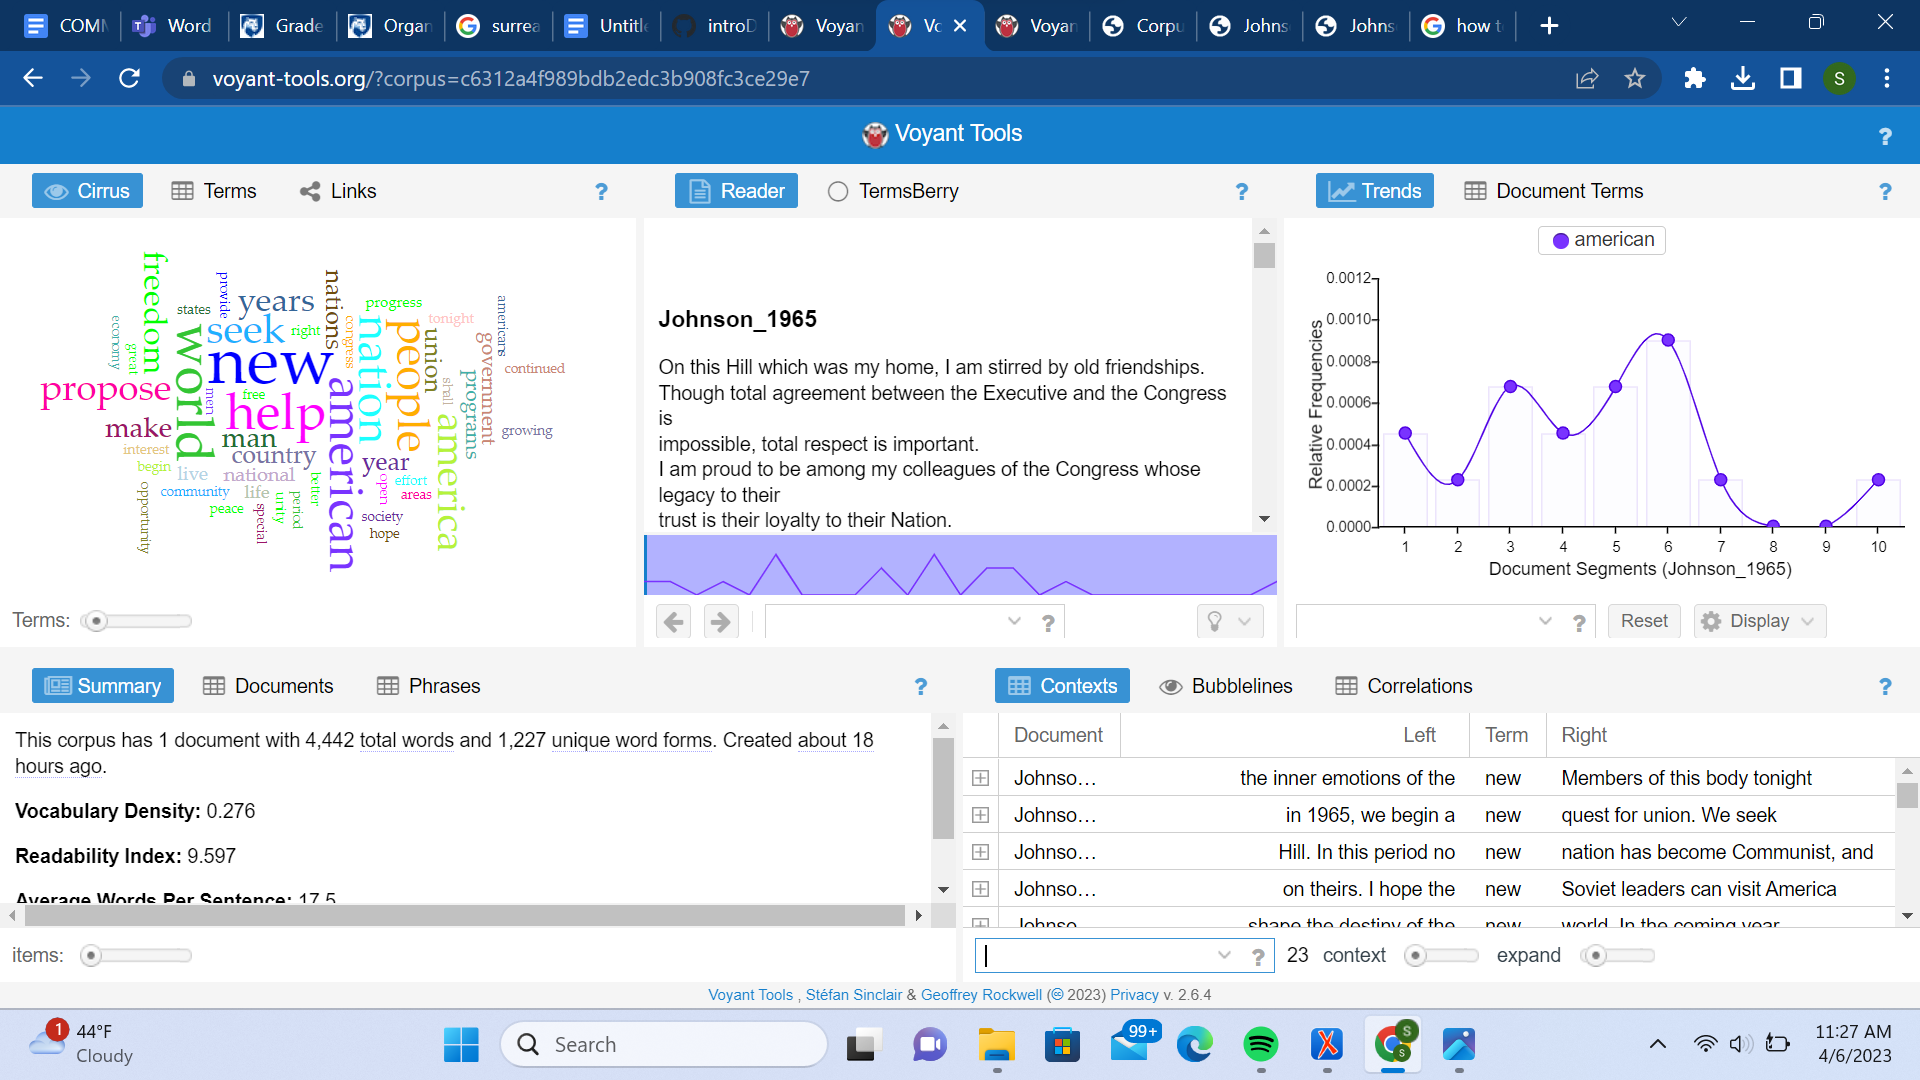 COMM
Word
Grade
Organ
surrea
Untitle
introD
Voyan
Vo
Voyan
Corpu
Johns
Johns
how to
voyant-tools.org/?corpus=c6312a4f989bdb2edc3b908fc3ce29e7
S
Voyant Tools
?
Cirrus
Terms
Links
?
Reader
TermsBerry
?
Trends
Document Terms
?
freedom
provide
nations
states
years
progress
tonight
americans
economy
great
world
seek
right
congress
nation
people
union
government
continued
new
propose
men
free
american
shall
programs
america
help
make
man
growing
interest
country
year
begin
live
national
better
open
effort
areas
opportunity
community
life
unity
period
peace
special
society
hope
Terms:
Johnson_1965
On this Hill which was my home, I am stirred by old friendships.
Though total agreement between the Executive and the Congress
is
impossible, total respect is important.
I am proud to be among my colleagues of the Congress whose
legacy to their
trust is their loyalty to their Nation.
?
american
0.0012
0.0010
0.0008
0.0006
0.0004
0.0002
0.0000
Relative Frequencies
1 2 3 4 5 6 7 8 9 10
Document Segments (Johnson_1965)
?
Reset
Display
Summary
Documents
Phrases
?
This corpus has 1 document with 4,442 total words and 1,227 unique word forms. Created about 18
hours ago.
Vocabulary Density: 0.276
Readability Index: 9.597
Average Words Per Sentence: 17.5
items:
Contexts
Bubblelines
Correlations
?
Document Left Term Right
Johnso... the inner emotions of the new Members of this body tonight
Johnso... in 1965, we begin a new quest for union. We seek
Johnso... Hill. In this period no new nation has become Communist, and
Johnso... on theirs. I hope the new Soviet leaders can visit America
Johnso... shape the destiny of the new world. In the coming year
?
23 context
expand
Voyant Tools , Stéfan Sinclair & Geoffrey Rockwell (🄯 2023) Privacy v. 2.6.4
1
44°F
Cloudy
Search
99+
S
S
11:27 AM
4/6/2023